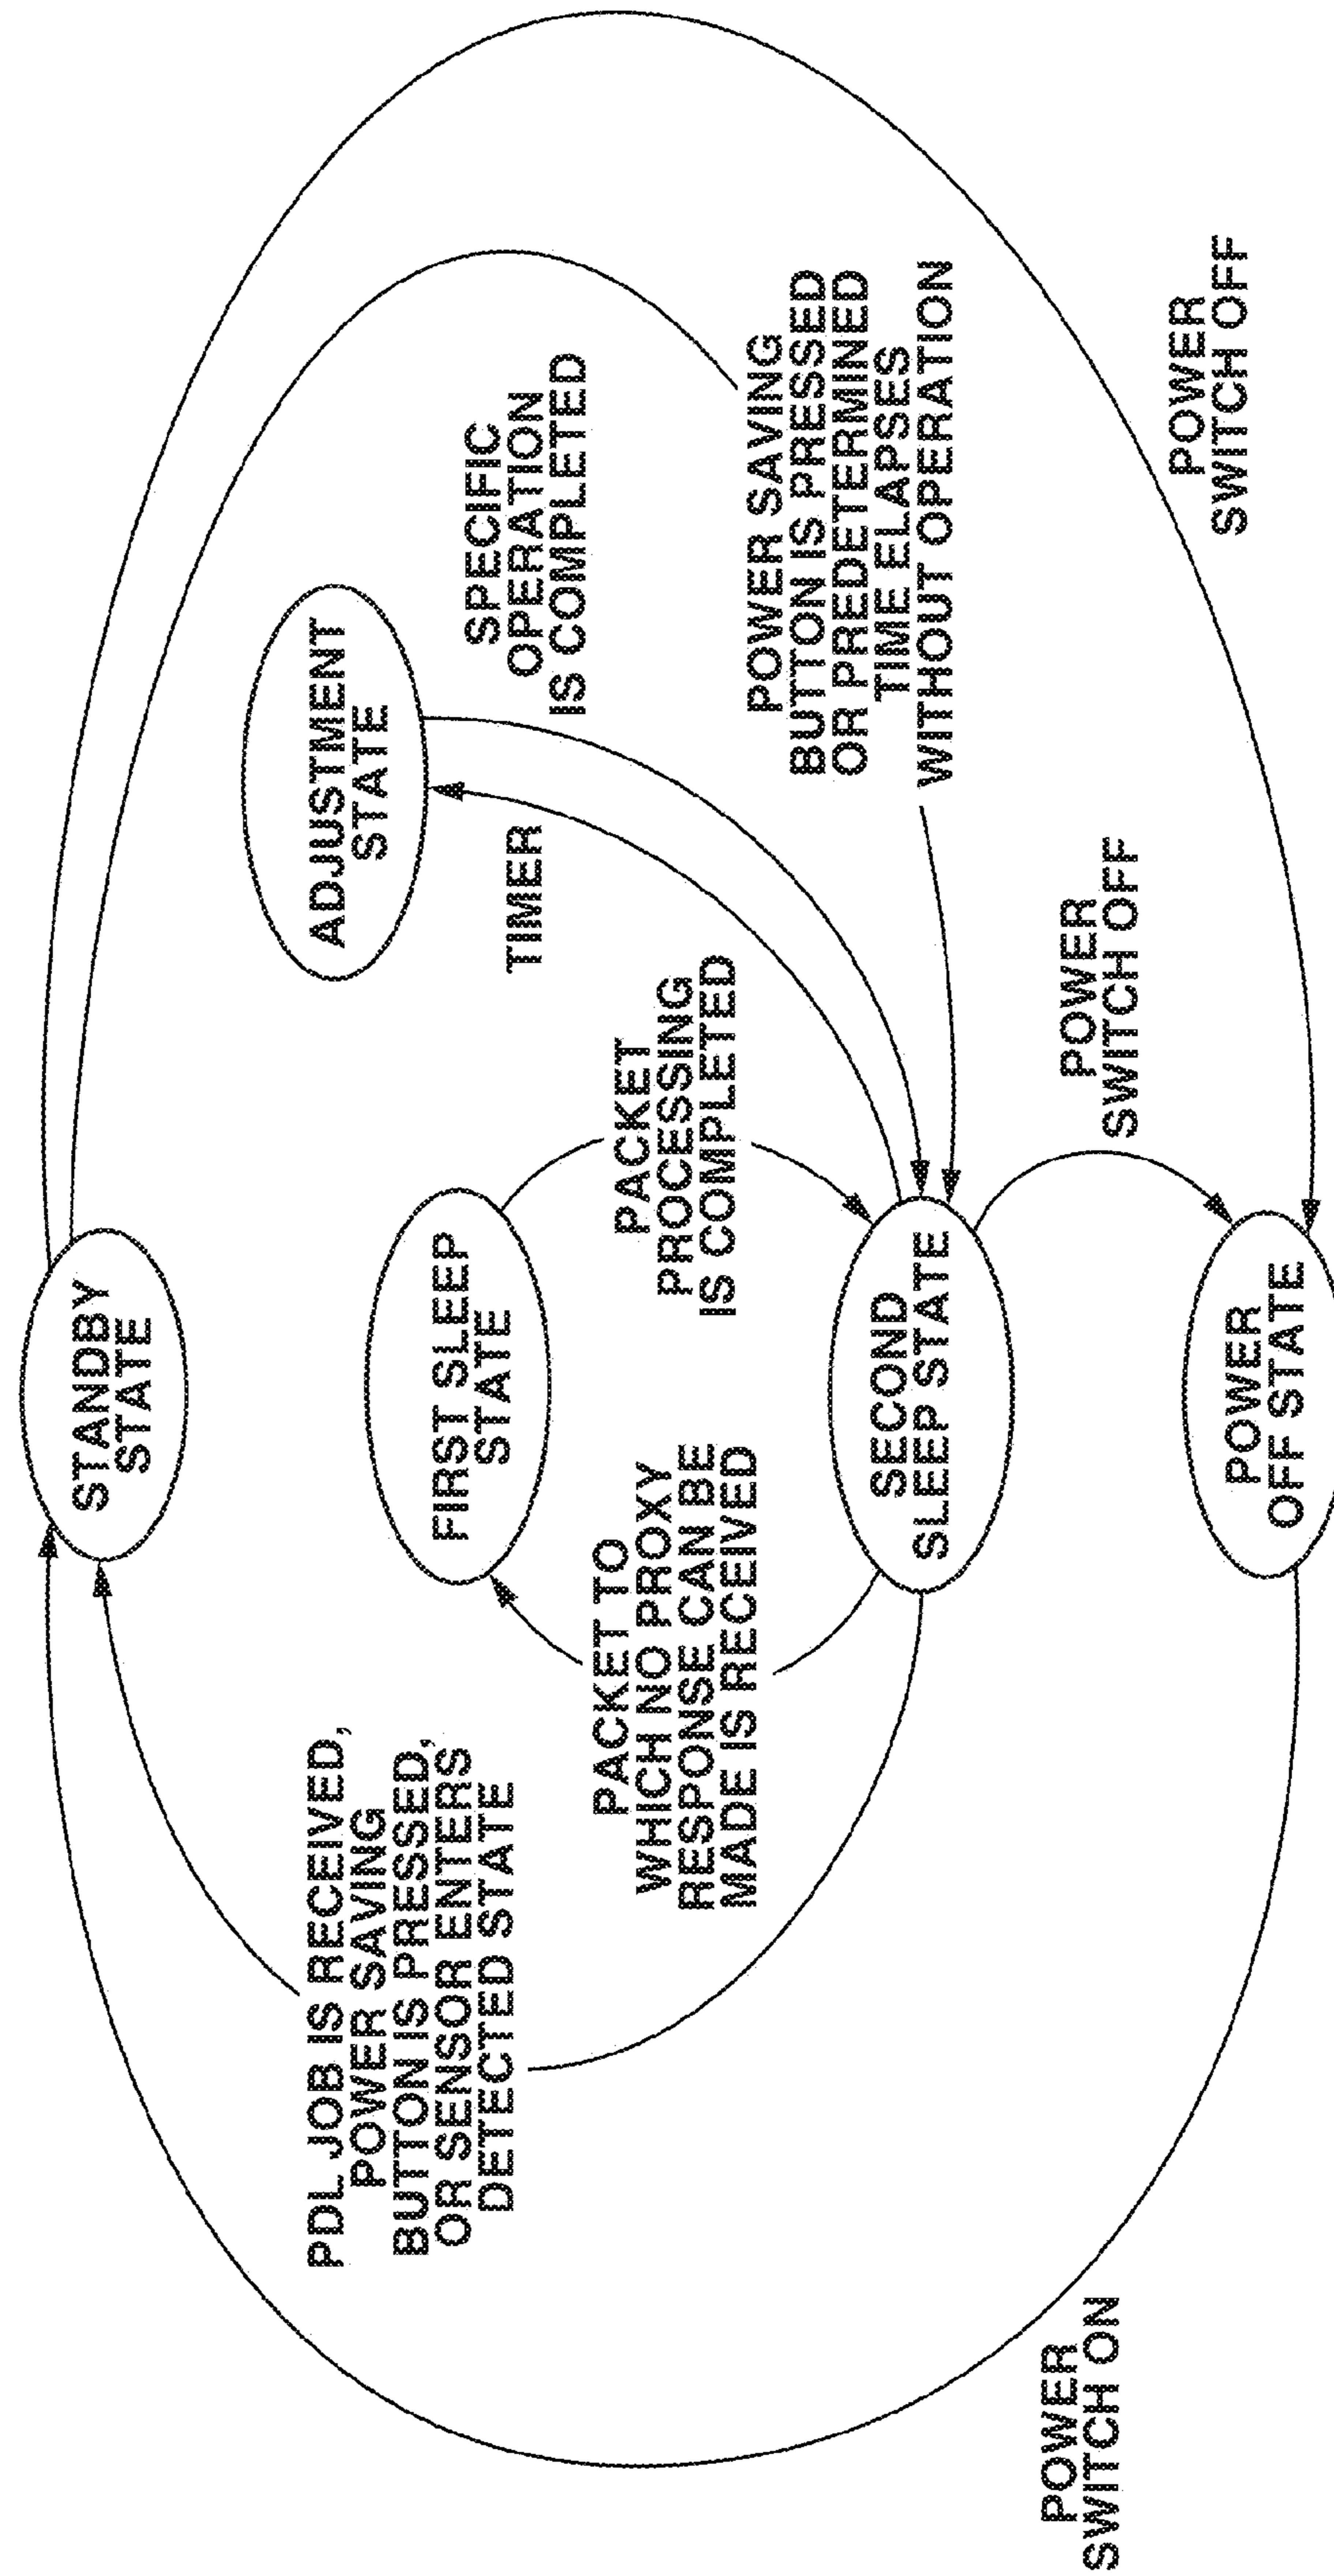 STANDBY
STATE
PDL JOB IS RECEIVED,
POWER SAVING
BUTTON IS PRESSED,
OR SENSOR ENTERS
DETECTED STATE
ADJUSTMENT
STATE
FIRST SLEEP
STATE
SPECIFIC
OPERATION
IS COMPLETED
TIMER
PACKET TO
WHICH NO PROXY
RESPONSE CAN BE
MADE IS RECEIVED
PACKET
PROCESSING
IS COMPLETED
POWER SAVING
BUTTON IS PRESSED
OR PREDETERMINED
TIME ELAPSES
WITHOUT OPERATION
SECOND
SLEEP STATE
POWER
SWITCH ON
POWER
SWITCH OFF
POWER
SWITCH OFF
POWER
OFF STATE